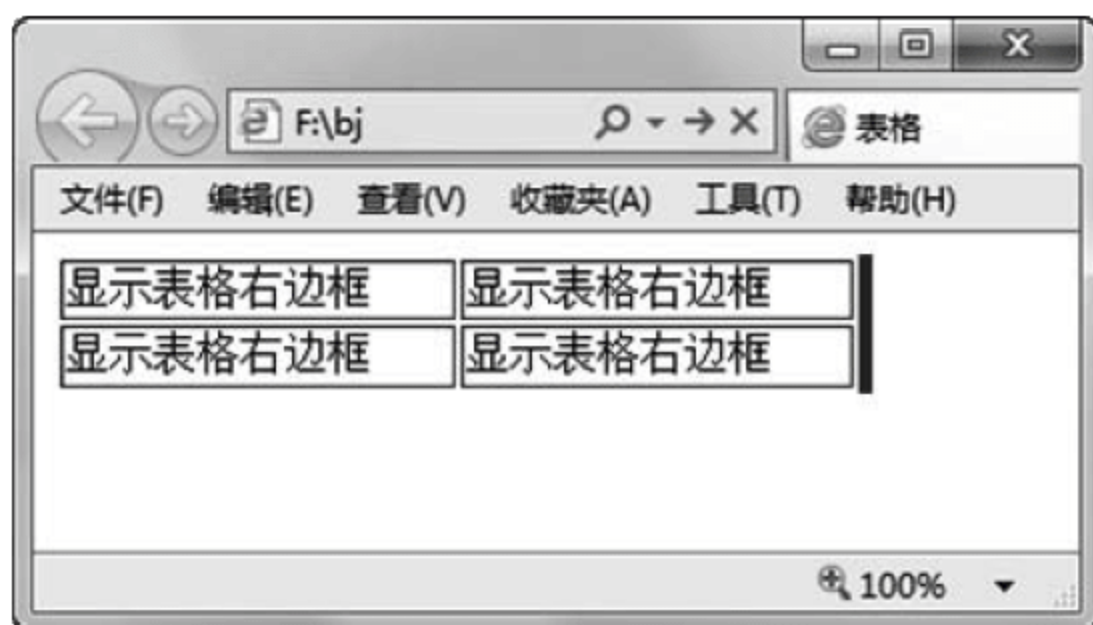 F:\bj
表格
文件(F) 编辑(E) 查看(V) 收藏夹(A) 工具(T) 帮助(H)
显示表格右边框 显示表格右边框
显示表格右边框 显示表格右边框
100%